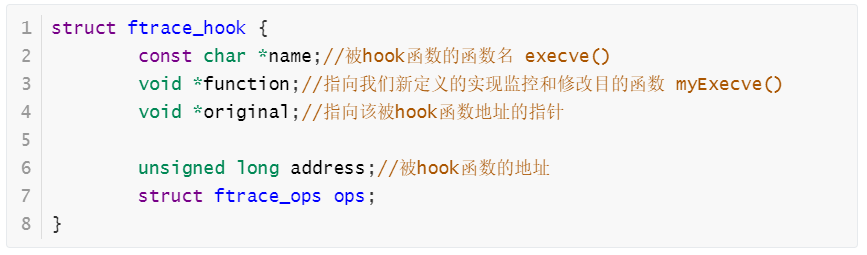 1 struct ftrace_hook {
2 const char *name;//被hook函数的函数名 execve()
3 void *function;//指向我们新定义的实现监控和修改目的函数 myExecve()
4 void *original;//指向该被hook函数地址的指针
5
6 unsigned long address;//被hook函数的地址
7 struct ftrace_ops ops;
8 }